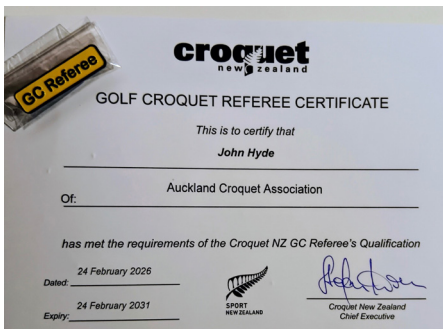 GC Referee
croquet
new zealand
GOLF CROQUET REFEREE CERTIFICATE
This is to certify that
John Hyde
Of: Auckland Croquet Association
has met the requirements of the Croquet NZ GC Referee's Qualification
Dated: 24 February 2026
Expiry: 24 February 2031
SPORT
NEW ZEALAND
Croquet New Zealand
Chief Executive